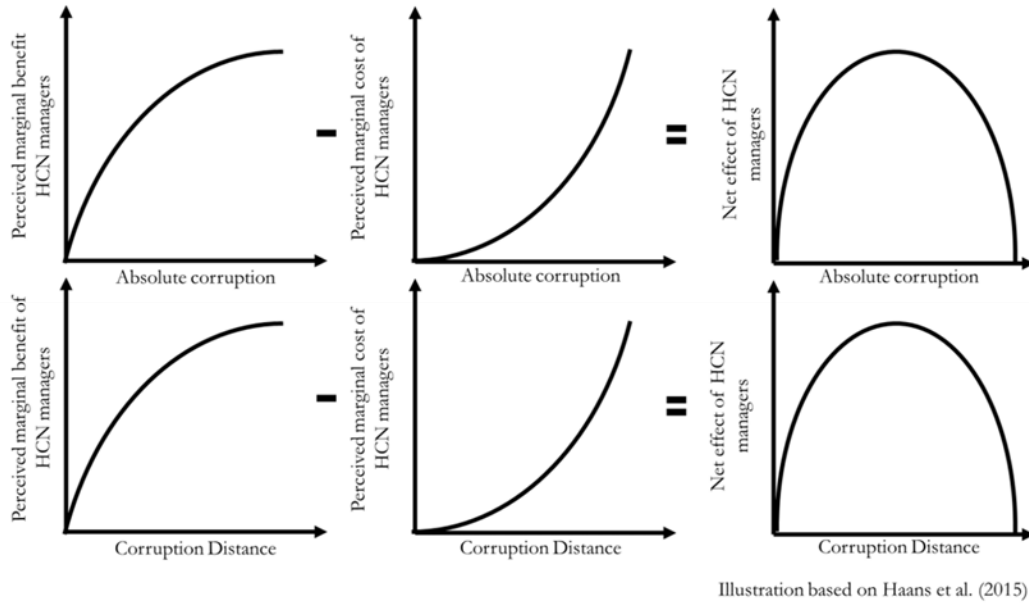 Perceived marginal benefit
HCN managers
Absolute corruption
Perceived marginal cost of
HCN managers
Absolute corruption
Net effect of HCN
managers
Absolute corruption
Perceived marginal benefit of
HCN managers
Corruption Distance
Perceived marginal cost of
HCN managers
Corruption Distance
Net effect of HCN
managers
Corruption Distance
Illustration based on Haans et al. (2015)